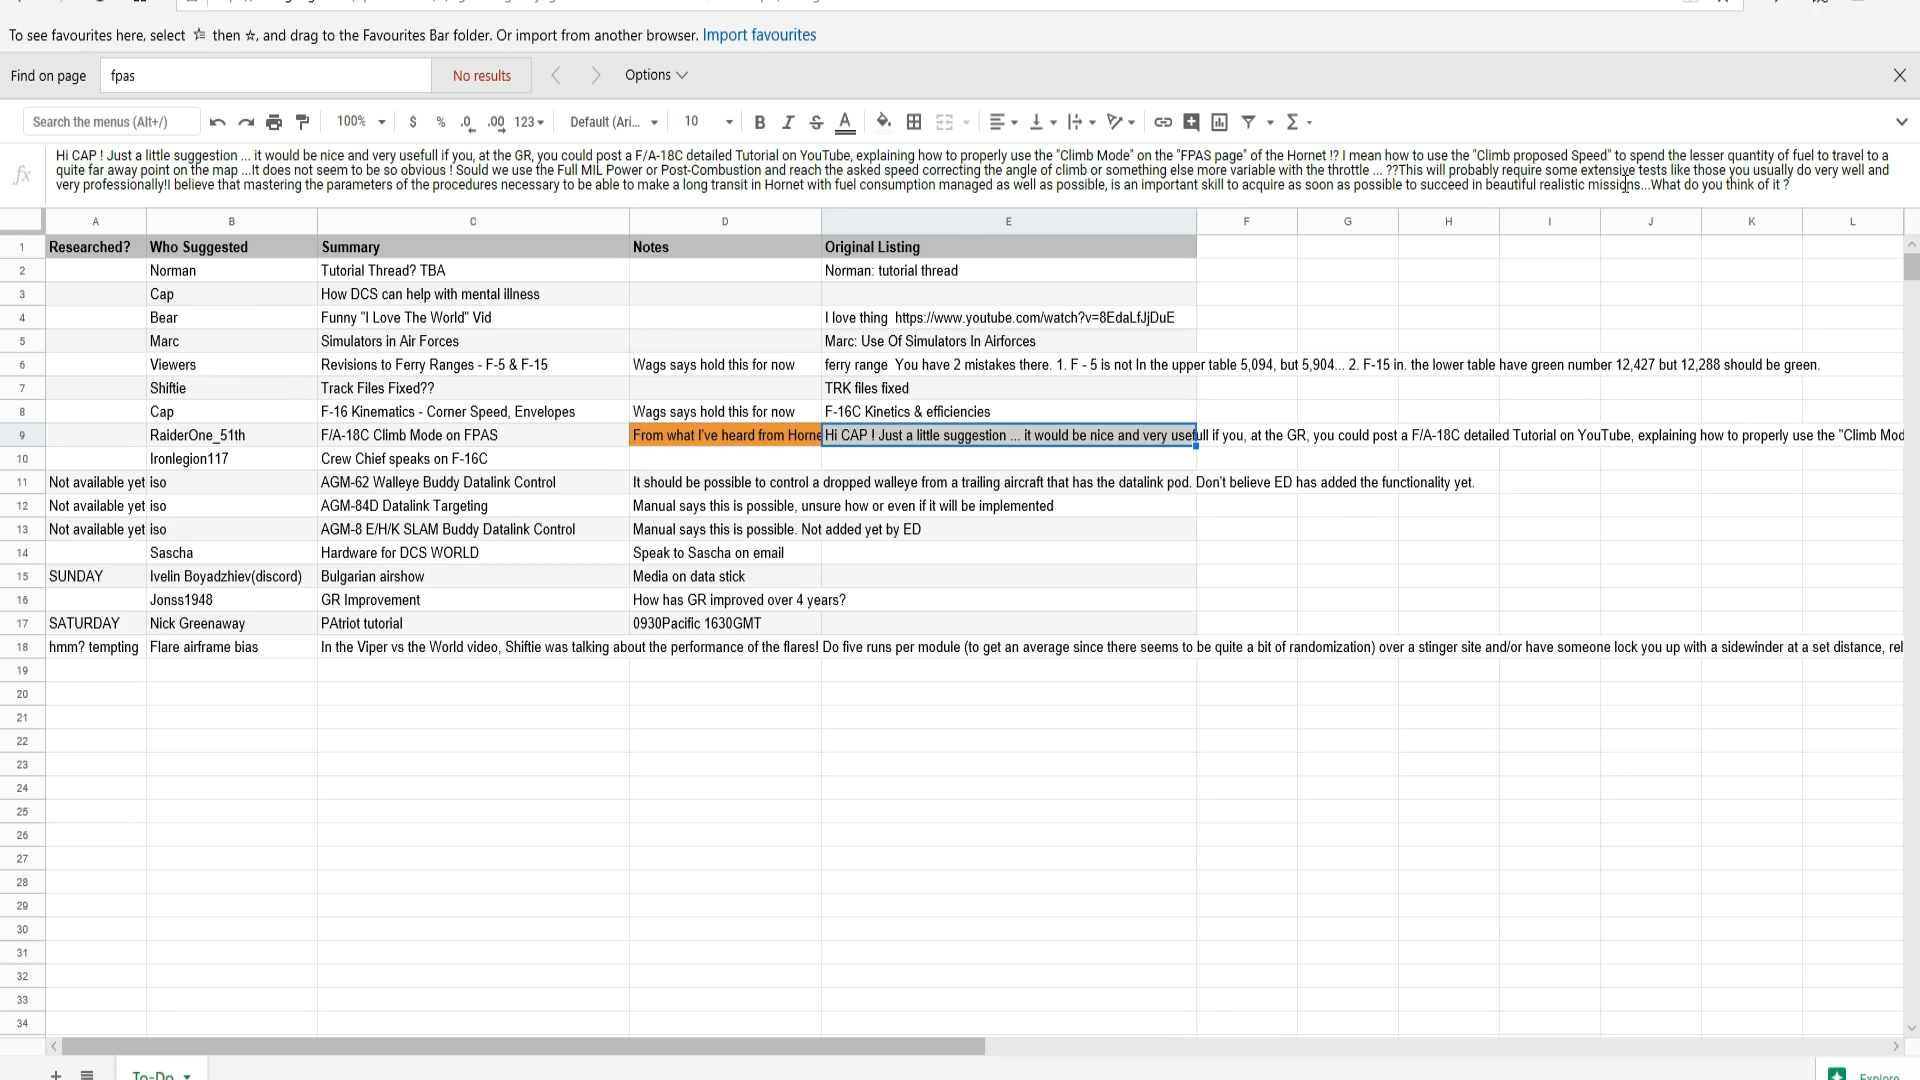 To see favourites here, select then , and drag to the Favourites Bar folder. Or import from another browser. Import favourites
Find on page fpas No results Options
Search the menus (Alt+/) 100% $ % .0 .00 123 Default (Ari... 10 B I S A Σ
Hi CAP ! Just a little suggestion ... it would be nice and very usefull if you, at the GR, you could post a F/A-18C detailed Tutorial on YouTube, explaining how to properly use the "Climb Mode" on the "FPAS page" of the Hornet !? I mean how to use the "Climb proposed Speed" to spend the lesser quantity of fuel to travel to a
quite far away point on the map ...It does not seem to be so obvious ! Sould we use the Full MIL Power or Post-Combustion and reach the asked speed correcting the angle of climb or something else more variable with the throttle ... ??This will probably require some extensive tests like those you usually do very well and
very professionally!I believe that mastering the parameters of the procedures necessary to be able to make a long transit in Hornet with fuel consumption managed as well as possible, is an important skill to acquire as soon as possible to succeed in beautiful realistic missions...What do you think of it ?
A B C D E F G H I J K L
1 Researched? Who Suggested Summary Notes Original Listing
2 Norman Tutorial Thread? TBA Norman: tutorial thread
3 Cap How DCS can help with mental illness
4 Bear Funny "I Love The World" Vid I love thing https://www.youtube.com/watch?v=8EdaLfJjDuE
5 Marc Simulators in Air Forces Marc: Use Of Simulators In Airforces
6 Viewers Revisions to Ferry Ranges - F-5 & F-15 Wags says hold this for now ferry range You have 2 mistakes there. 1. F - 5 is not In the upper table 5,094, but 5,904... 2. F-15 in. the lower table have green number 12,427 but 12,288 should be green.
7 Shiftie Track Files Fixed?? TRK files fixed
8 Cap F-16 Kinematics - Corner Speed, Envelopes Wags says hold this for now F-16C Kinetics & efficiencies
9 RaiderOne_51th F/A-18C Climb Mode on FPAS From what I've heard from Horne Hi CAP ! Just a little suggestion ... it would be nice and very usefull if you, at the GR, you could post a F/A-18C detailed Tutorial on YouTube, explaining how to properly use the "Climb Mod
10 Ironlegion117 Crew Chief speaks on F-16C
11 Not available yet iso AGM-62 Walleye Buddy Datalink Control It should be possible to control a dropped walleye from a trailing aircraft that has the datalink pod. Don't believe ED has added the functionality yet.
12 Not available yet iso AGM-84D Datalink Targeting Manual says this is possible, unsure how or even if it will be implemented
13 Not available yet iso AGM-8 E/H/K SLAM Buddy Datalink Control Manual says this is possible. Not added yet by ED
14 Sascha Hardware for DCS WORLD Speak to Sascha on email
15 SUNDAY Ivelin Boyadzhiev(discord) Bulgarian airshow Media on data stick
16 Jonss1948 GR Improvement How has GR improved over 4 years?
17 SATURDAY Nick Greenaway PAtriot tutorial 0930Pacific 1630GMT
18 hmm? tempting Flare airframe bias In the Viper vs the World video, Shiftie was talking about the performance of the flares! Do five runs per module (to get an average since there seems to be quite a bit of randomization) over a stinger site and/or have someone lock you up with a sidewinder at a set distance, rel
19
20
21
22
23
24
25
26
27
28
29
30
31
32
33
34
To-Do Explore